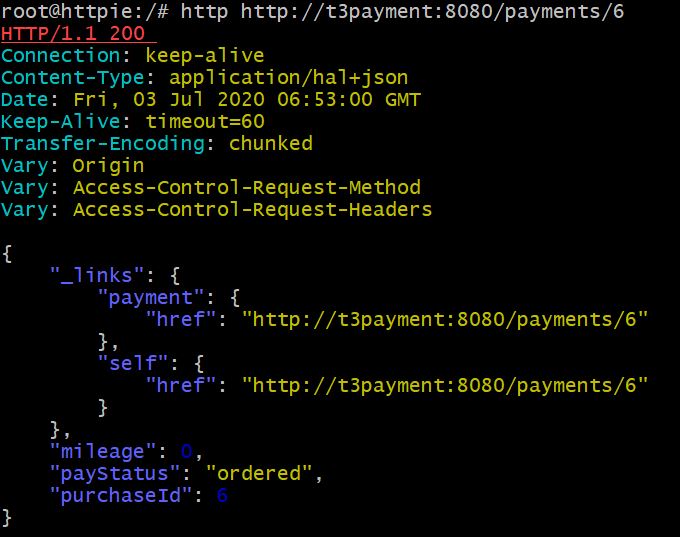 root@httpie:/# http http://t3payment:8080/payments/6
HTTP/1.1 200
Connection: keep-alive
Content-Type: application/hal+json
Date: Fri, 03 Jul 2020 06:53:00 GMT
Keep-Alive: timeout=60
Transfer-Encoding: chunked
Vary: Origin
Vary: Access-Control-Request-Method
Vary: Access-Control-Request-Headers

{
    "_links": {
        "payment": {
            "href": "http://t3payment:8080/payments/6"
        },
        "self": {
            "href": "http://t3payment:8080/payments/6"
        }
    },
    "mileage": 0,
    "payStatus": "ordered",
    "purchaseId": 6
}